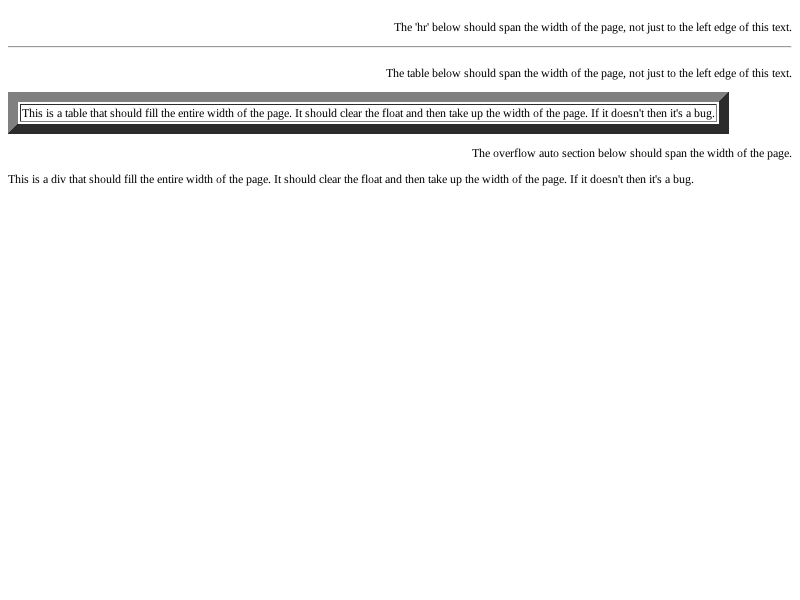 The 'hr' below should span the width of the page, not just to the left edge of this text.
The table below should span the width of the page, not just to the left edge of this text.
This is a table that should fill the entire width of the page. It should clear the float and then take up the width of the page. If it doesn't then it's a bug.
The overflow auto section below should span the width of the page.
This is a div that should fill the entire width of the page. It should clear the float and then take up the width of the page. If it doesn't then it's a bug.